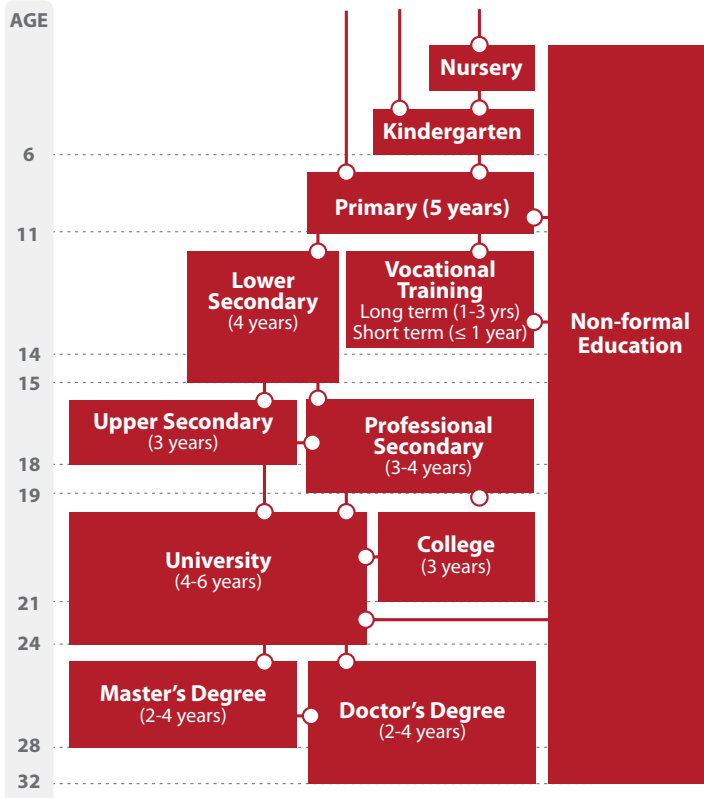 AGE
Nursery
Kindergarten
6
Primary (5 years)
11
Lower
Secondary
(4 years)
Vocational
Training
Long term (1-3 yrs)
Short term (≤ 1 year)
Non-formal
Education
14
15
Upper Secondary
(3 years)
Professional
Secondary
(3-4 years)
18
19
University
(4-6 years)
College
(3 years)
21
24
Master's Degree
(2-4 years)
Doctor's Degree
(2-4 years)
28
32